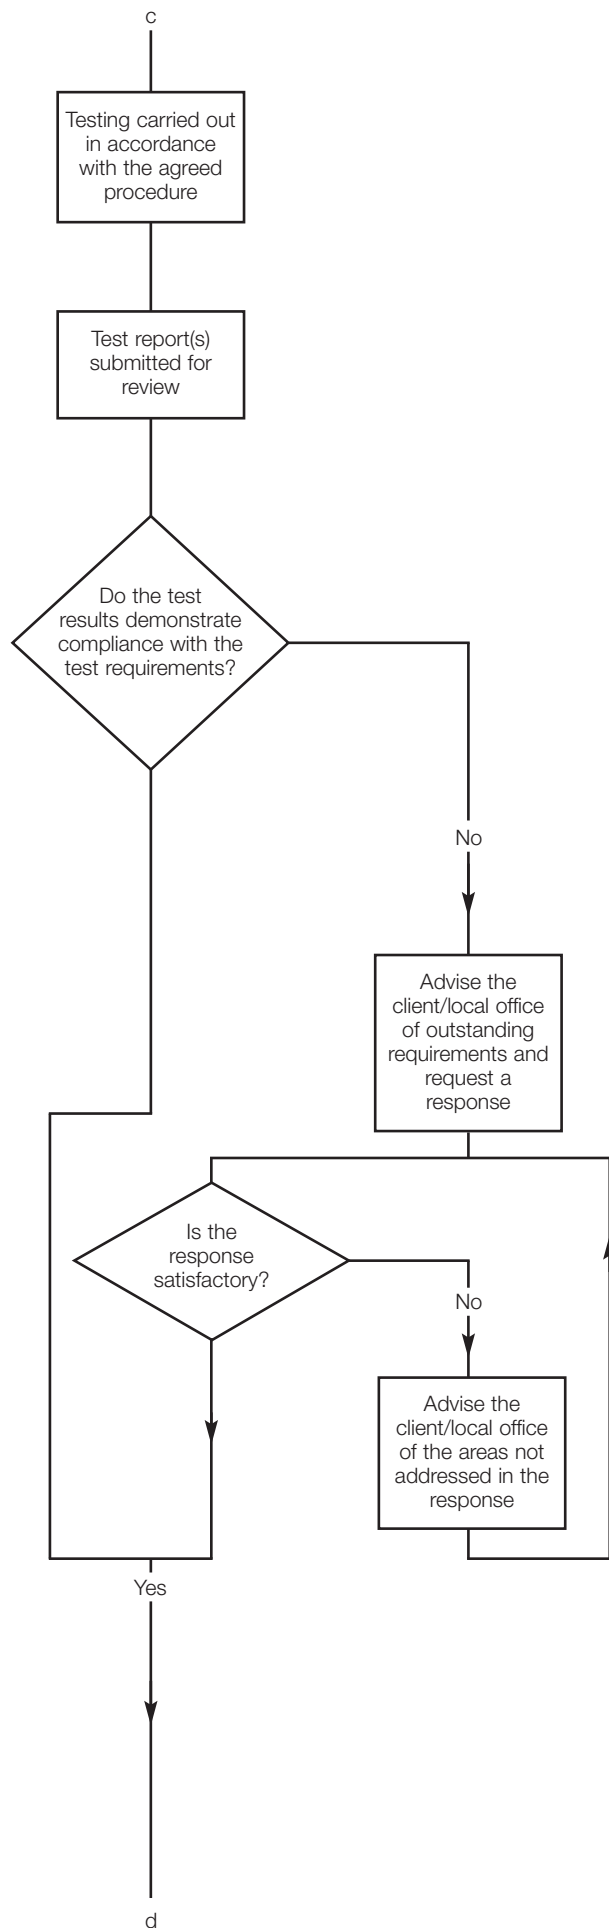 c
Testing carried out
in accordance
with the agreed
procedure
Test report(s)
submitted for
review
Do the test
results demonstrate
compliance with the
test requirements?
No
Advise the
client/local office
of outstanding
requirements and
request a
response
Is the
response
satisfactory?
No
Advise the
client/local office
of the areas not
addressed in the
response
Yes
d